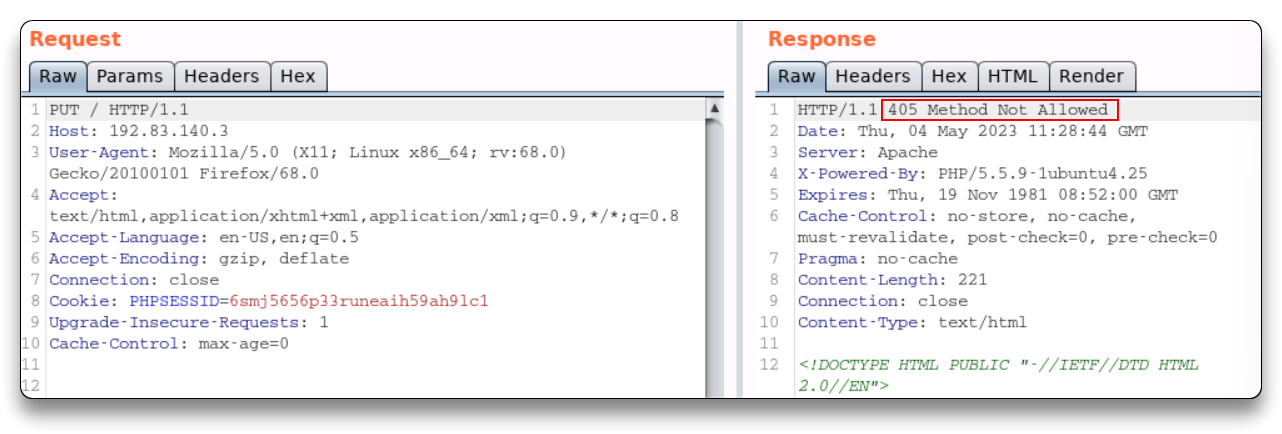 Request
Raw Params Headers Hex
1 PUT / HTTP/1.1
2 Host: 192.83.140.3
3 User-Agent: Mozilla/5.0 (X11; Linux x86_64; rv:68.0)
Gecko/20100101 Firefox/68.0
4 Accept:
text/html,application/xhtml+xml,application/xml;q=0.9,*/*;q=0.8
5 Accept-Language: en-US,en;q=0.5
6 Accept-Encoding: gzip, deflate
7 Connection: close
8 Cookie: PHPSESSID=6smj5656p33runeaih59ah9lc1
9 Upgrade-Insecure-Requests: 1
10 Cache-Control: max-age=0
11
12
Response
Raw Headers Hex HTML Render
1 HTTP/1.1 405 Method Not Allowed
2 Date: Thu, 04 May 2023 11:28:44 GMT
3 Server: Apache
4 X-Powered-By: PHP/5.5.9-1ubuntu4.25
5 Expires: Thu, 19 Nov 1981 08:52:00 GMT
6 Cache-Control: no-store, no-cache,
must-revalidate, post-check=0, pre-check=0
7 Pragma: no-cache
8 Content-Length: 221
9 Connection: close
10 Content-Type: text/html
11
12 <!DOCTYPE HTML PUBLIC "-//IETF//DTD HTML
2.0//EN">